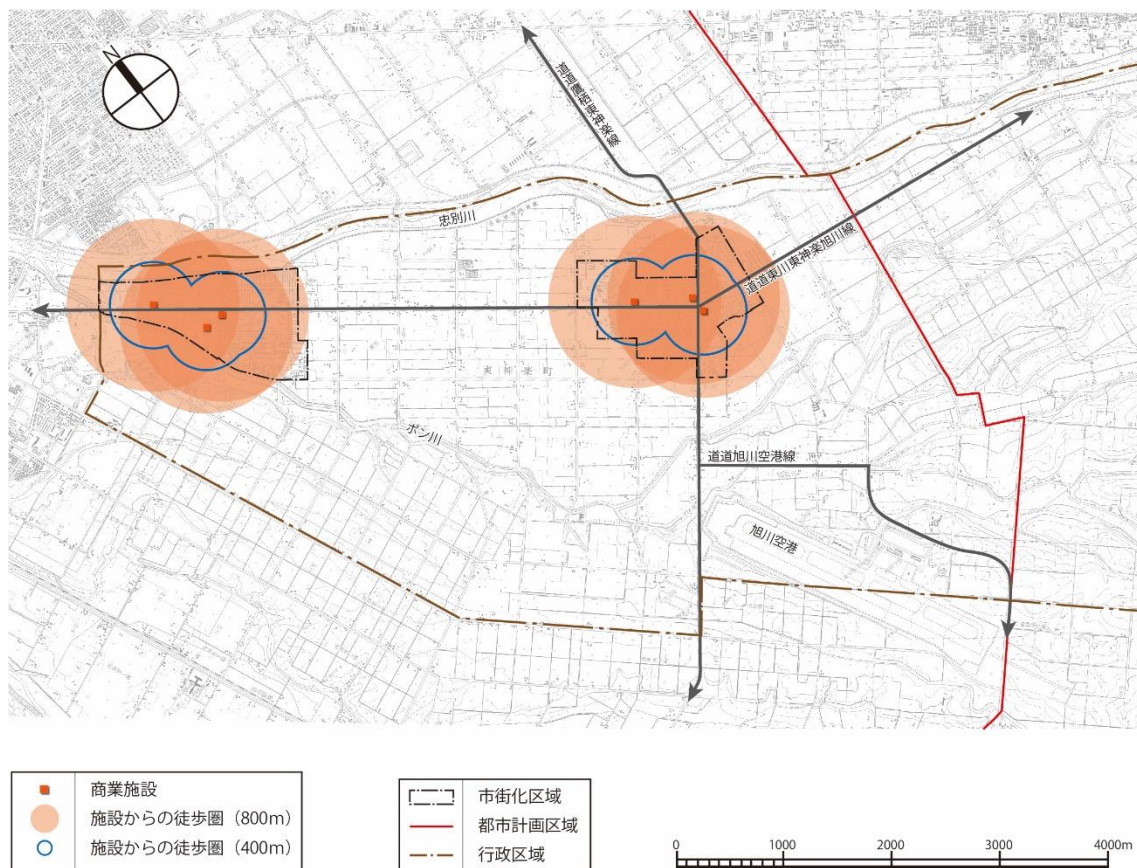 N
道道鷹栖東神楽線
忠別川
道道東川東神楽旭川線
東神楽町
ポン川
道道旭川空港線
旭川空港
商業施設
施設からの徒歩圏（800m）
施設からの徒歩圏（400m）
市街化区域
都市計画区域
行政区域
0 1000 2000 3000 4000m